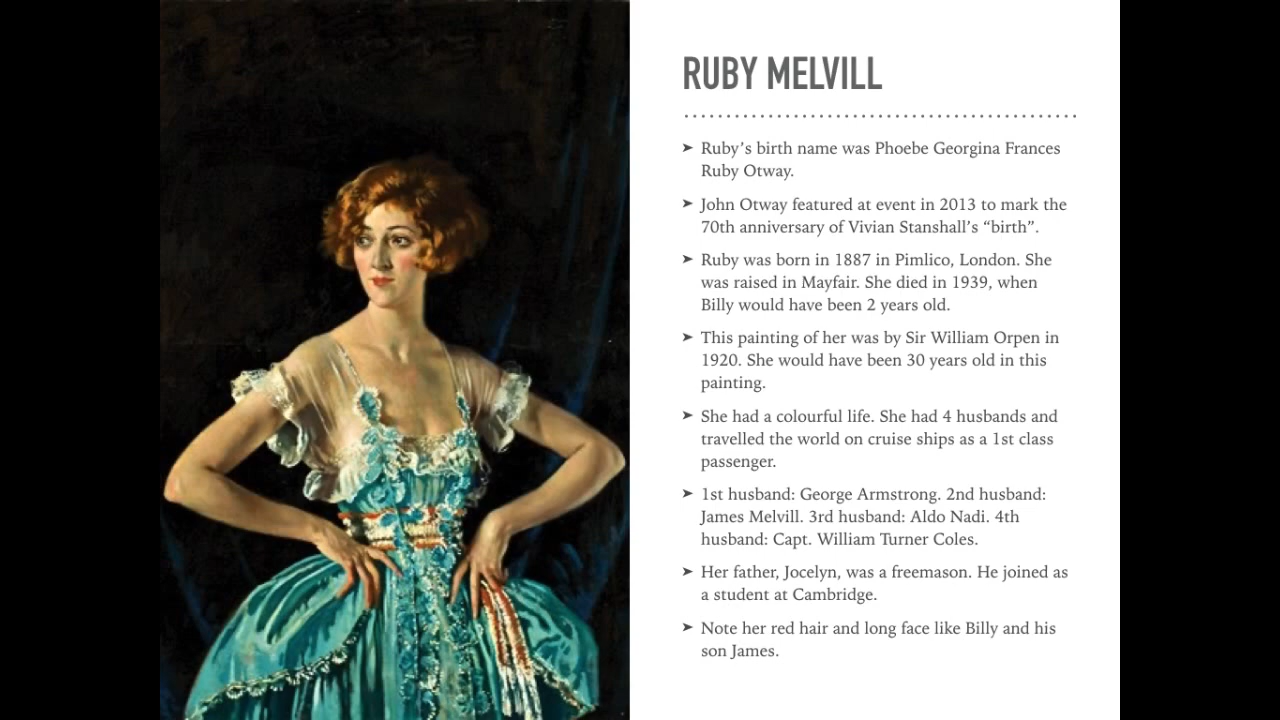 RUBY MELVILL
➤ Ruby’s birth name was Phoebe Georgina Frances
Ruby Otway.
➤ John Otway featured at event in 2013 to mark the
70th anniversary of Vivian Stanshall’s “birth”.
➤ Ruby was born in 1887 in Pimlico, London. She
was raised in Mayfair. She died in 1939, when
Billy would have been 2 years old.
➤ This painting of her was by Sir William Orpen in
1920. She would have been 30 years old in this
painting.
➤ She had a colourful life. She had 4 husbands and
travelled the world on cruise ships as a 1st class
passenger.
➤ 1st husband: George Armstrong. 2nd husband:
James Melvill. 3rd husband: Aldo Nadi. 4th
husband: Capt. William Turner Coles.
➤ Her father, Jocelyn, was a freemason. He joined as
a student at Cambridge.
➤ Note her red hair and long face like Billy and his
son James.